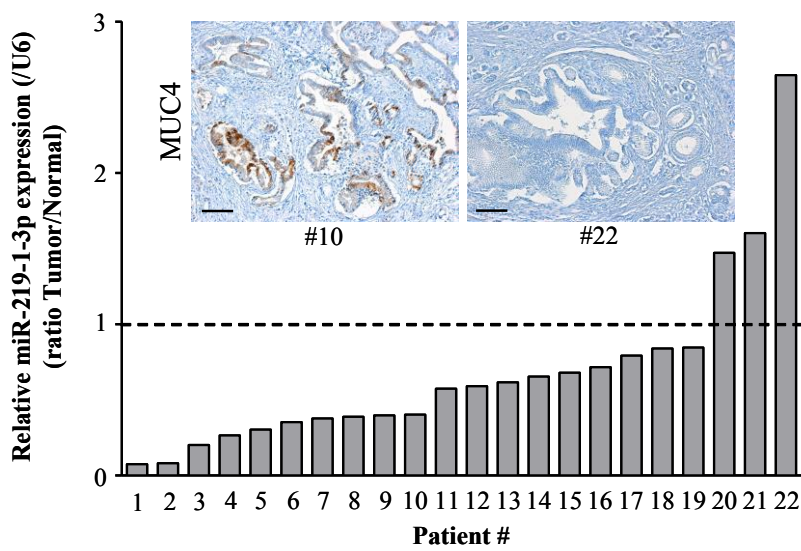 Relative miR-219-1-3p expression (/U6)
(ratio Tumor/Normal)
3
2
1
0
MUC4
#10
#22
1 2 3 4 5 6 7 8 9 10 11 12 13 14 15 16 17 18 19 20 21 22
Patient #